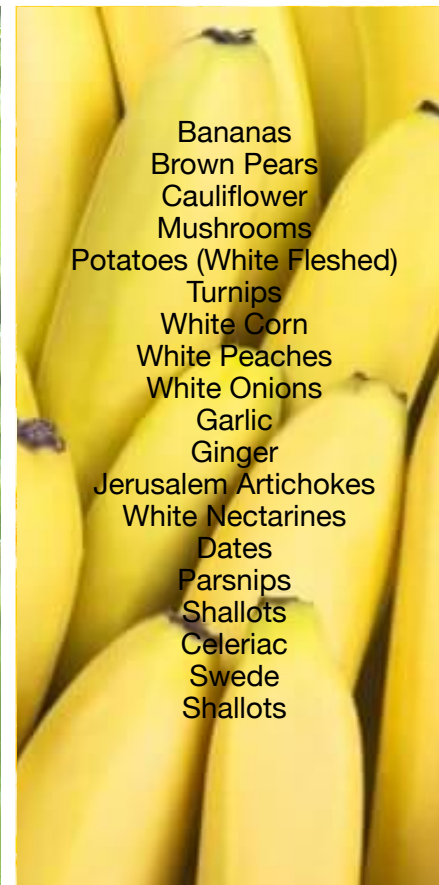 Bananas
Brown Pears
Cauliflower
Mushrooms
Potatoes (White Fleshed)
Turnips
White Corn
White Peaches
White Onions
Garlic
Ginger
Jerusalem Artichokes
White Nectarines
Dates
Parsnips
Shallots
Celeriac
Swede
Shallots